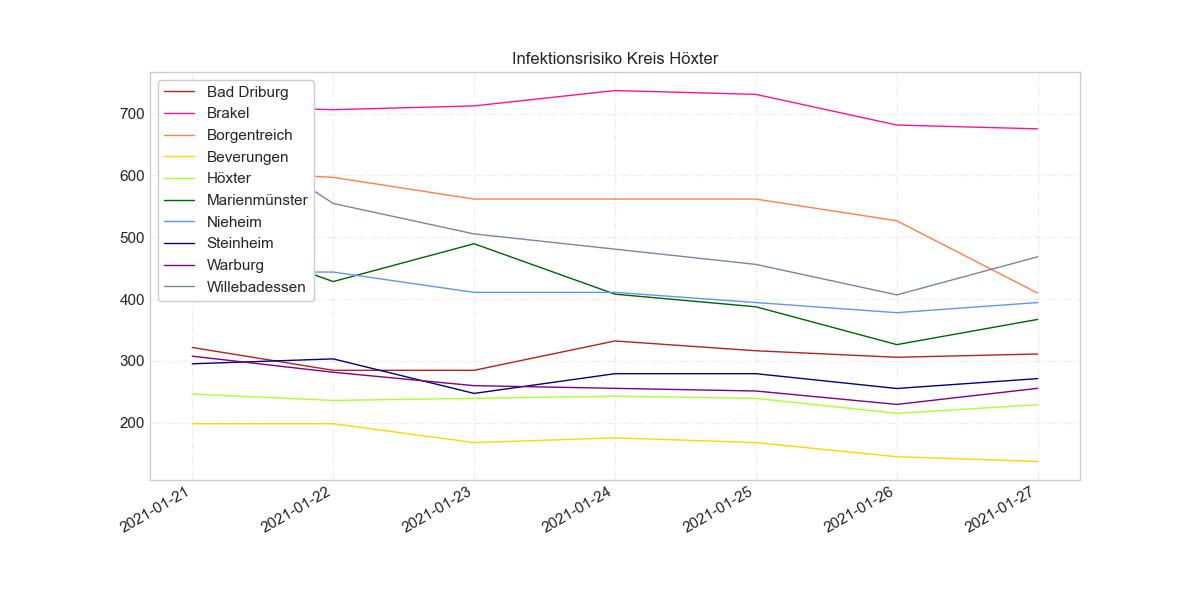 Infektionsrisiko Kreis Höxter
Bad Driburg
Brakel
Borgentreich
Beverungen
Höxter
Marienmünster
Nieheim
Steinheim
Warburg
Willebadessen
700
600
500
400
300
200
2021-01-21
2021-01-22
2021-01-23
2021-01-24
2021-01-25
2021-01-26
2021-01-27